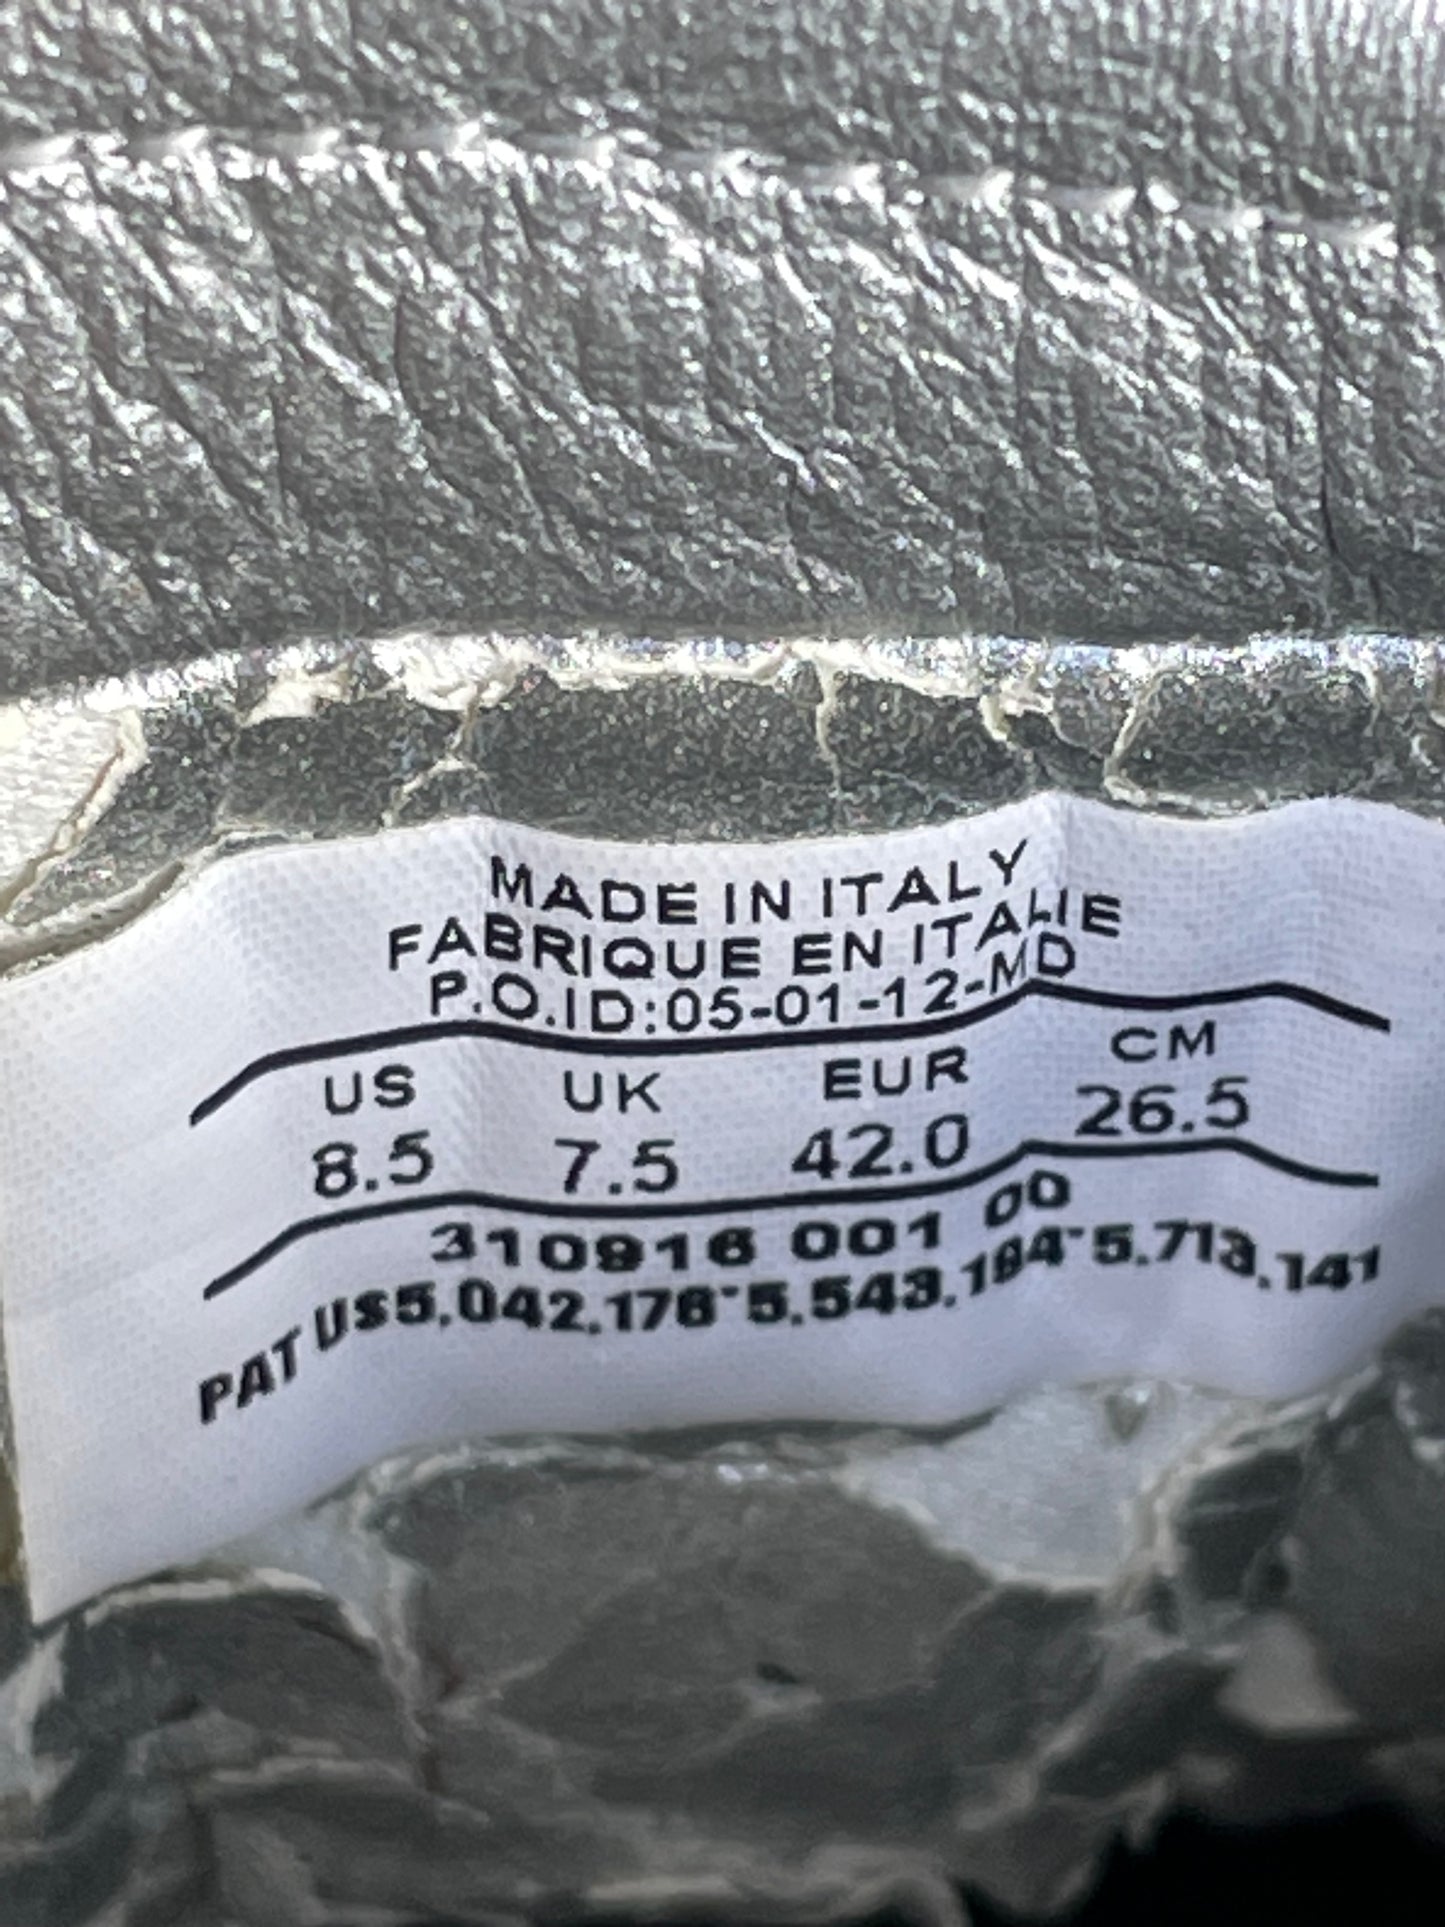 MADE IN ITALY
FABRIQUE EN ITALIE
P.O.ID:05-01-12-MD
US UK EUR CM
8.5 7.5 42.0 26.5
310916 001 00
PAT US5.042.176-5.543.194-5.713.141